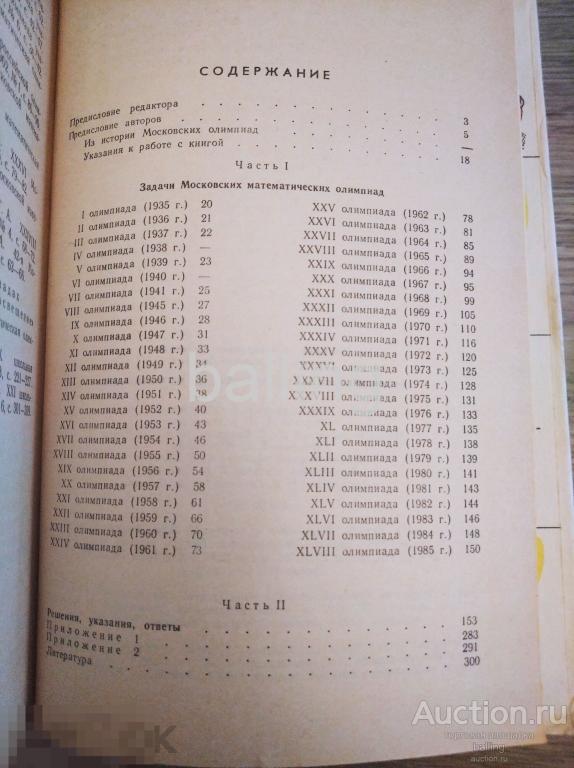 СОДЕРЖАНИЕ
Предисловие редактора 3
Предисловие авторов 5
Из истории Московских олимпиад —
Указания к работе с книгой 18
Часть I
Задачи Московских математических олимпиад
I олимпиада (1935 г.) 20
II олимпиада (1936 г.) 21
III олимпиада (1937 г.) 22
IV олимпиада (1938 г.) —
V олимпиада (1939 г.) 23
VI олимпиада (1940 г.) —
VII олимпиада (1941 г.) 25
VIII олимпиада (1945 г.) 27
IX олимпиада (1946 г.) 28
X олимпиада (1947 г.) 31
XI олимпиада (1948 г.) 33
XII олимпиада (1949 г.) 34
XIII олимпиада (1950 г.) 36
XIV олимпиада (1951 г.) 38
XV олимпиада (1952 г.) 40
XVI олимпиада (1953 г.) 43
XVII олимпиада (1954 г.) 46
XVIII олимпиада (1955 г.) 50
XIX олимпиада (1956 г.) 54
XX олимпиада (1957 г.) 58
XXI олимпиада (1958 г.) 61
XXII олимпиада (1959 г.) 66
XXIII олимпиада (1960 г.) 70
XXIV олимпиада (1961 г.) 73
XXV олимпиада (1962 г.) 78
XXVI олимпиада (1963 г.) 81
XXVII олимпиада (1964 г.) 85
XXVIII олимпиада (1965 г.) 89
XXIX олимпиада (1966 г.) 94
XXX олимпиада (1967 г.) 95
XXXI олимпиада (1968 г.) 99
XXXII олимпиада (1969 г.) 105
XXXIII олимпиада (1970 г.) 110
XXXIV олимпиада (1971 г.) 116
XXXV олимпиада (1972 г.) 120
XXXVI олимпиада (1973 г.) 125
XXXVII олимпиада (1974 г.) 128
XXXVIII олимпиада (1975 г.) 131
XXXIX олимпиада (1976 г.) 133
XL олимпиада (1977 г.) 135
XLI олимпиада (1978 г.) 138
XLII олимпиада (1979 г.) 139
XLIII олимпиада (1980 г.) 141
XLIV олимпиада (1981 г.) 143
XLV олимпиада (1982 г.) 144
XLVI олимпиада (1983 г.) 146
XLVII олимпиада (1984 г.) 148
XLVIII олимпиада (1985 г.) 150
Часть II
Решения, указания, ответы 153
Приложение 1 283
Приложение 2 291
Литература 300
balling
Аукцион.ru
торговая площадка
balling
auction.ru